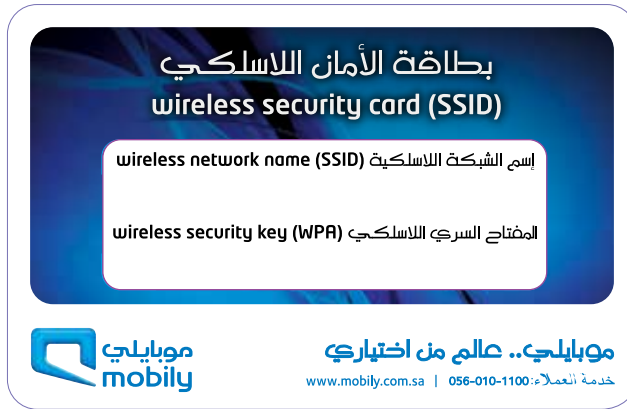 بطاقة الأمان اللاسلكي
wireless security card (SSID)
إسم الشبكة اللاسلكية wireless network name (SSID)
المفتاح السري اللاسلكي wireless security key (WPA)
موبايلي.. عالم من اختياري
خدمة العملاء: 056-010-1100 | www.mobily.com.sa
موبايلي
mobily